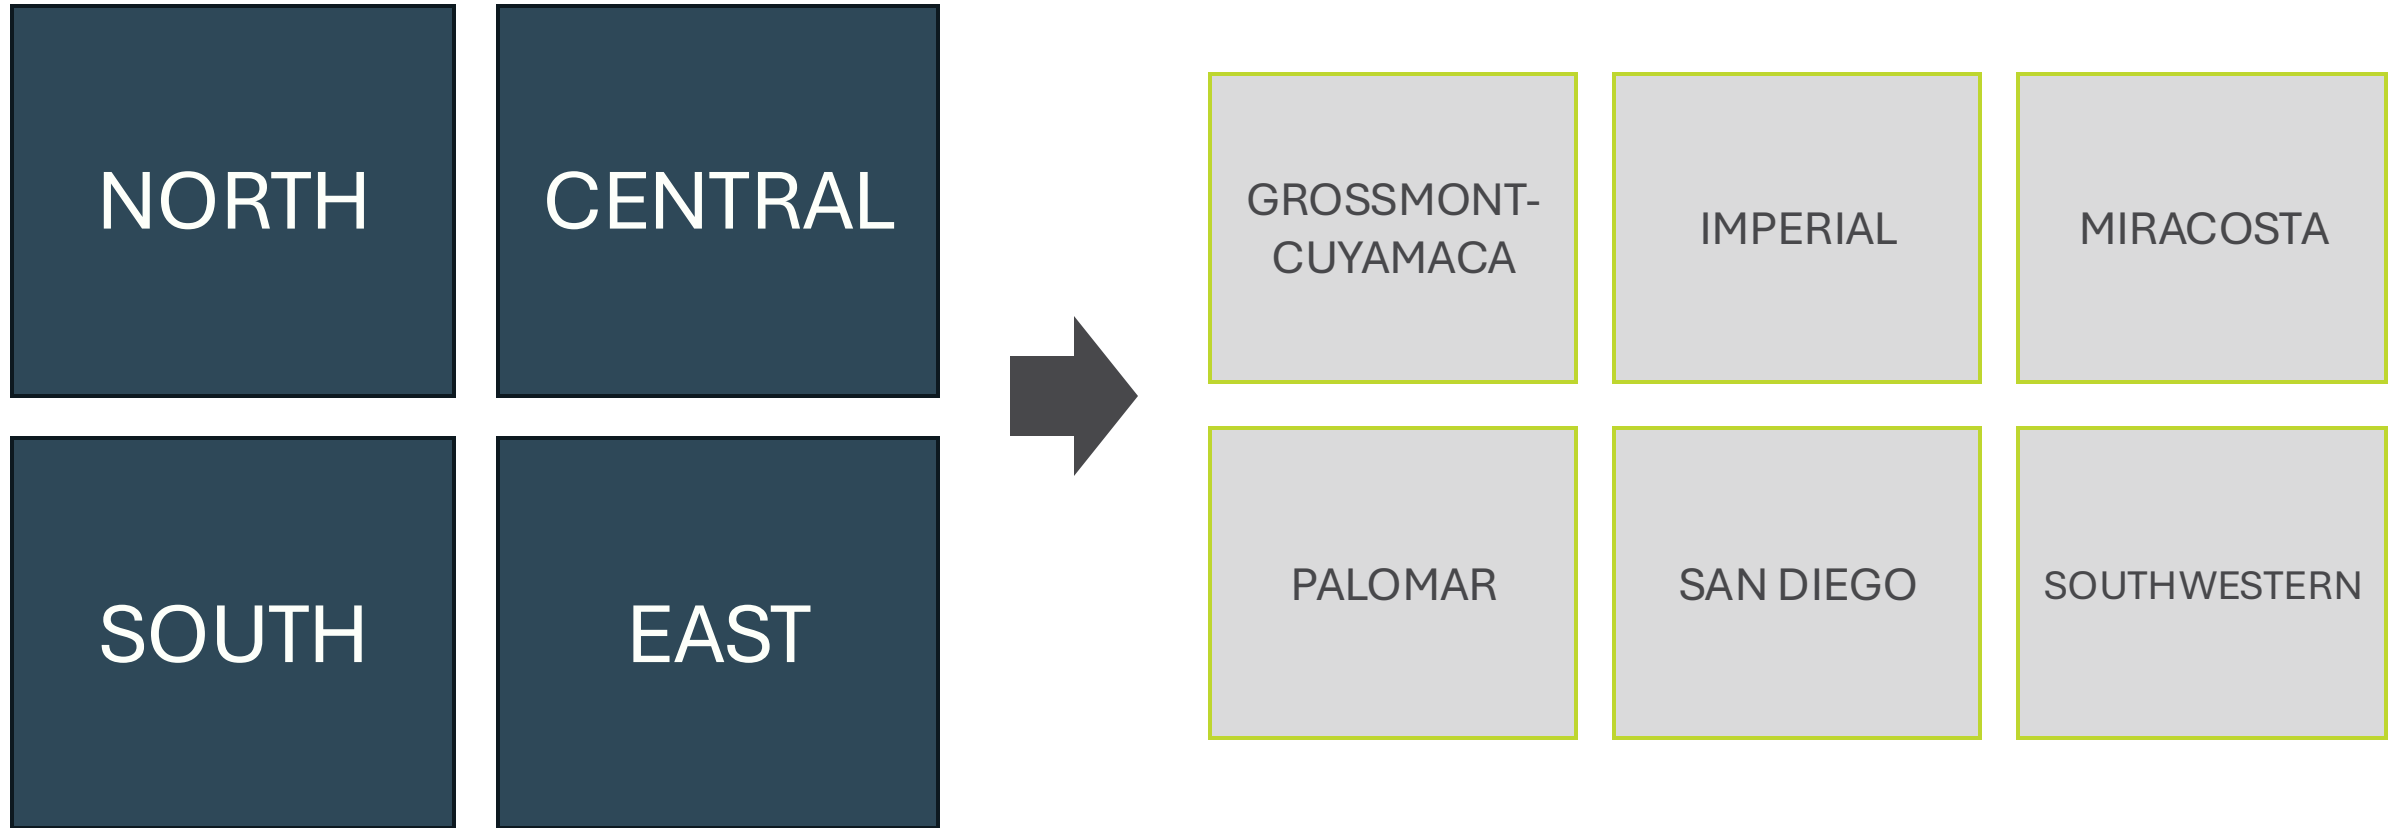 NORTH
CENTRAL
SOUTH
EAST
GROSSMONT-
CUYAMACA
IMPERIAL
MIRACOSTA
PALOMAR
SAN DIEGO
SOUTHWESTERN